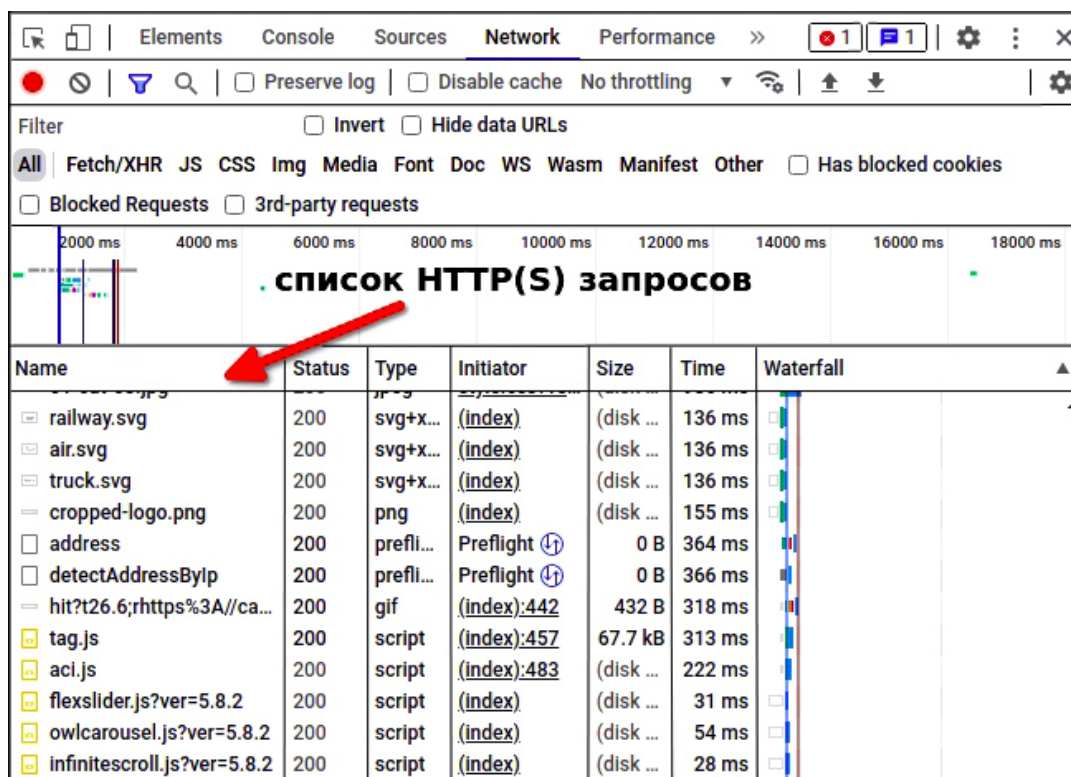 Elements Console Sources Network Performance » 1 1
Preserve log Disable cache No throttling
Filter Invert Hide data URLs
All Fetch/XHR JS CSS Img Media Font Doc WS Wasm Manifest Other Has blocked cookies
Blocked Requests 3rd-party requests
2000 ms 4000 ms 6000 ms 8000 ms 10000 ms 12000 ms 14000 ms 16000 ms 18000 ms
список HTTP(S) запросов
Name Status Type Initiator Size Time Waterfall
railway.svg 200 svg+x... (index) (disk ... 136 ms
air.svg 200 svg+x... (index) (disk ... 136 ms
truck.svg 200 svg+x... (index) (disk ... 136 ms
cropped-logo.png 200 png (index) (disk ... 155 ms
address 200 prefli... Preflight 0 B 364 ms
detectAddressByIp 200 prefli... Preflight 0 B 366 ms
hit?t26.6;rhttps%3A//ca... 200 gif (index):442 432 B 318 ms
tag.js 200 script (index):457 67.7 kB 313 ms
aci.js 200 script (index):483 (disk ... 222 ms
flexslider.js?ver=5.8.2 200 script (index) (disk ... 31 ms
owlcarousel.js?ver=5.8.2 200 script (index) (disk ... 54 ms
infinitescroll.js?ver=5.8.2 200 script (index) (disk ... 28 ms